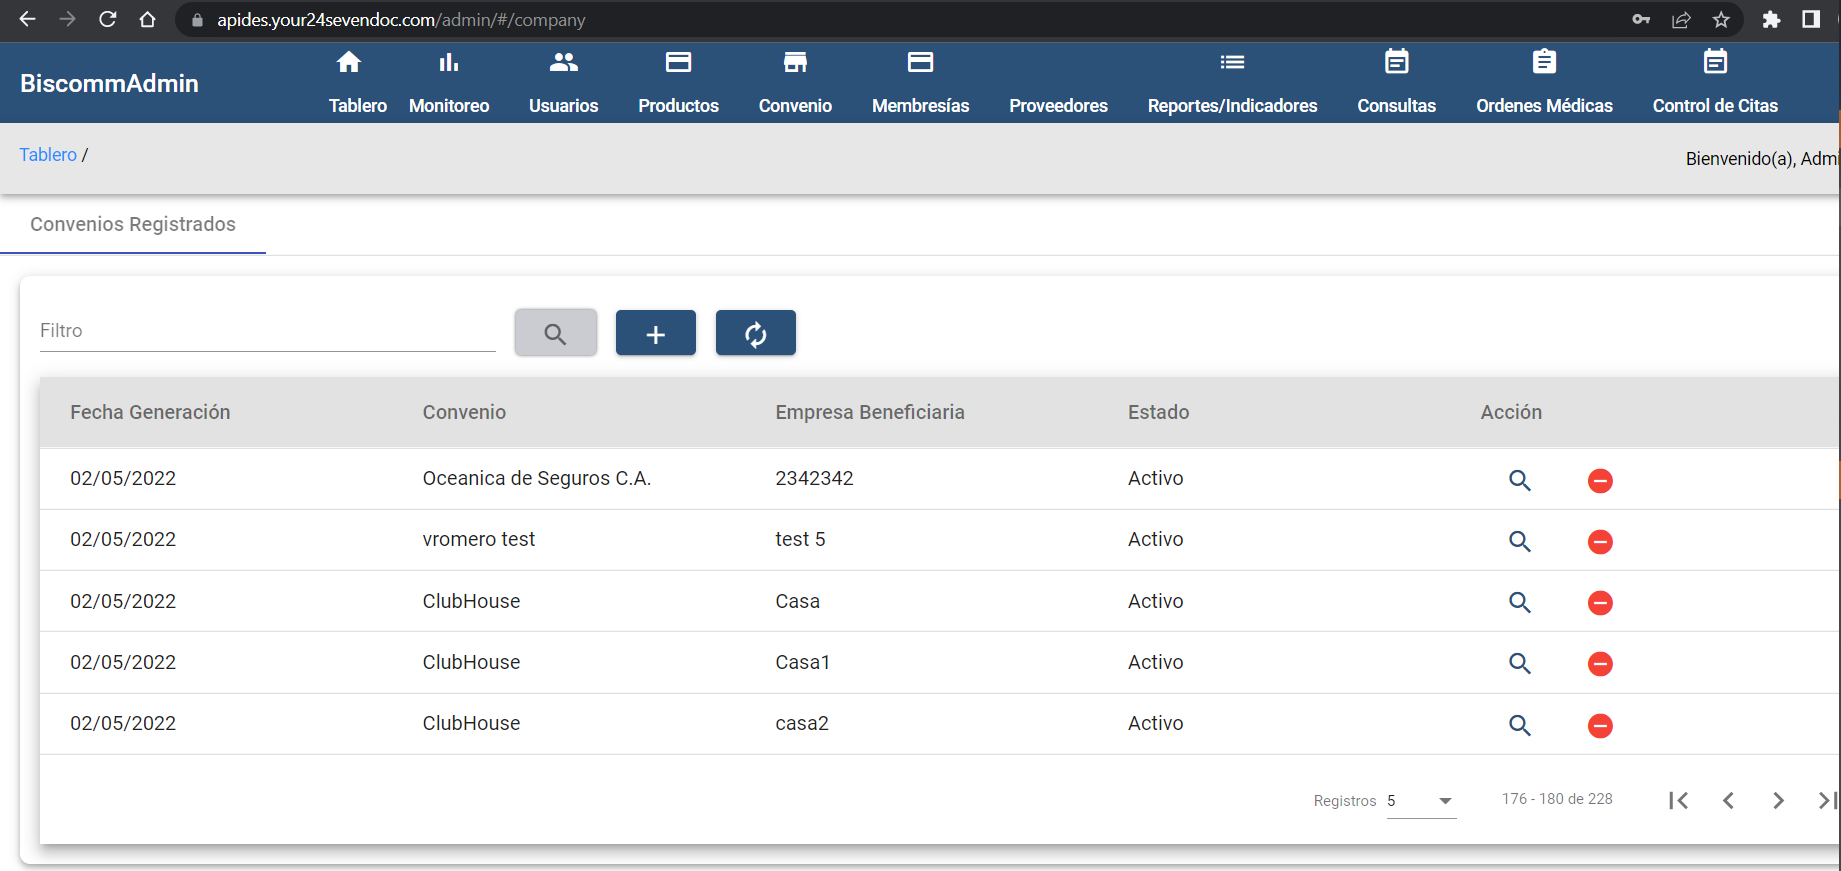 apides.your24sevendoc.com/admin/#/company
BiscommAdmin
Tablero Monitoreo Usuarios Productos Convenio Membresías Proveedores Reportes/Indicadores Consultas Ordenes Médicas Control de Citas
Tablero /
Bienvenido(a), Admi
Convenios Registrados
Filtro
Fecha Generación Convenio Empresa Beneficiaria Estado Acción
02/05/2022 Oceanica de Seguros C.A. 2342342 Activo
02/05/2022 vromero test test 5 Activo
02/05/2022 ClubHouse Casa Activo
02/05/2022 ClubHouse Casa1 Activo
02/05/2022 ClubHouse casa2 Activo
Registros 5 176 - 180 de 228